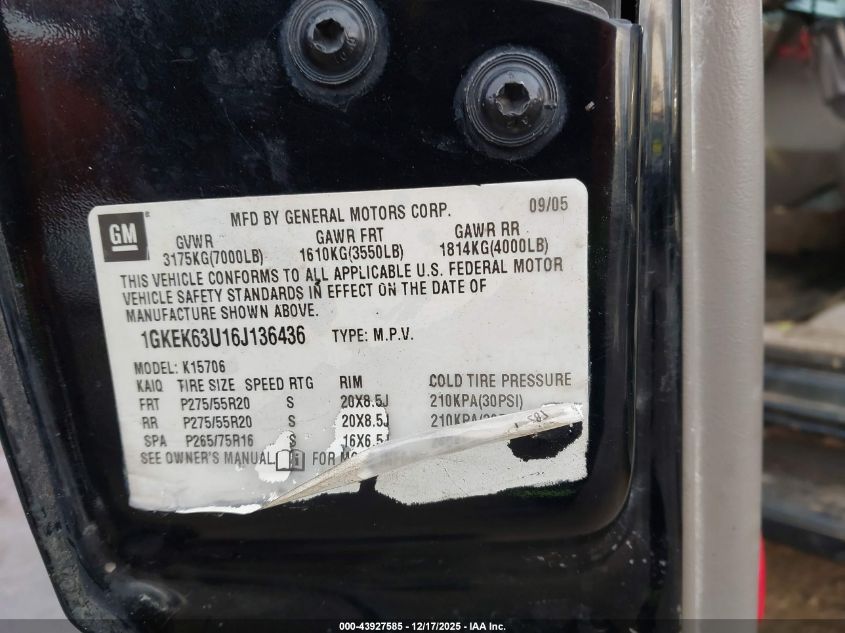 GM
MFD BY GENERAL MOTORS CORP. 09/05
GVWR GAWR FRT GAWR RR
3175KG(7000LB) 1610KG(3550LB) 1814KG(4000LB)
THIS VEHICLE CONFORMS TO ALL APPLICABLE U.S. FEDERAL MOTOR
VEHICLE SAFETY STANDARDS IN EFFECT ON THE DATE OF
MANUFACTURE SHOWN ABOVE.
1GKEK63U16J136436 TYPE: M.P.V.
MODEL: K15706
KAIQ TIRE SIZE SPEED RTG RIM COLD TIRE PRESSURE
FRT P275/55R20 S 20X8.5J 210KPA(30PSI)
RR P275/55R20 S 20X8.5J 210KPA
SPA P265/75R16 S 16X6.5
SEE OWNER'S MANUAL FOR
000-43927585 - 12/17/2025 - IAA Inc.